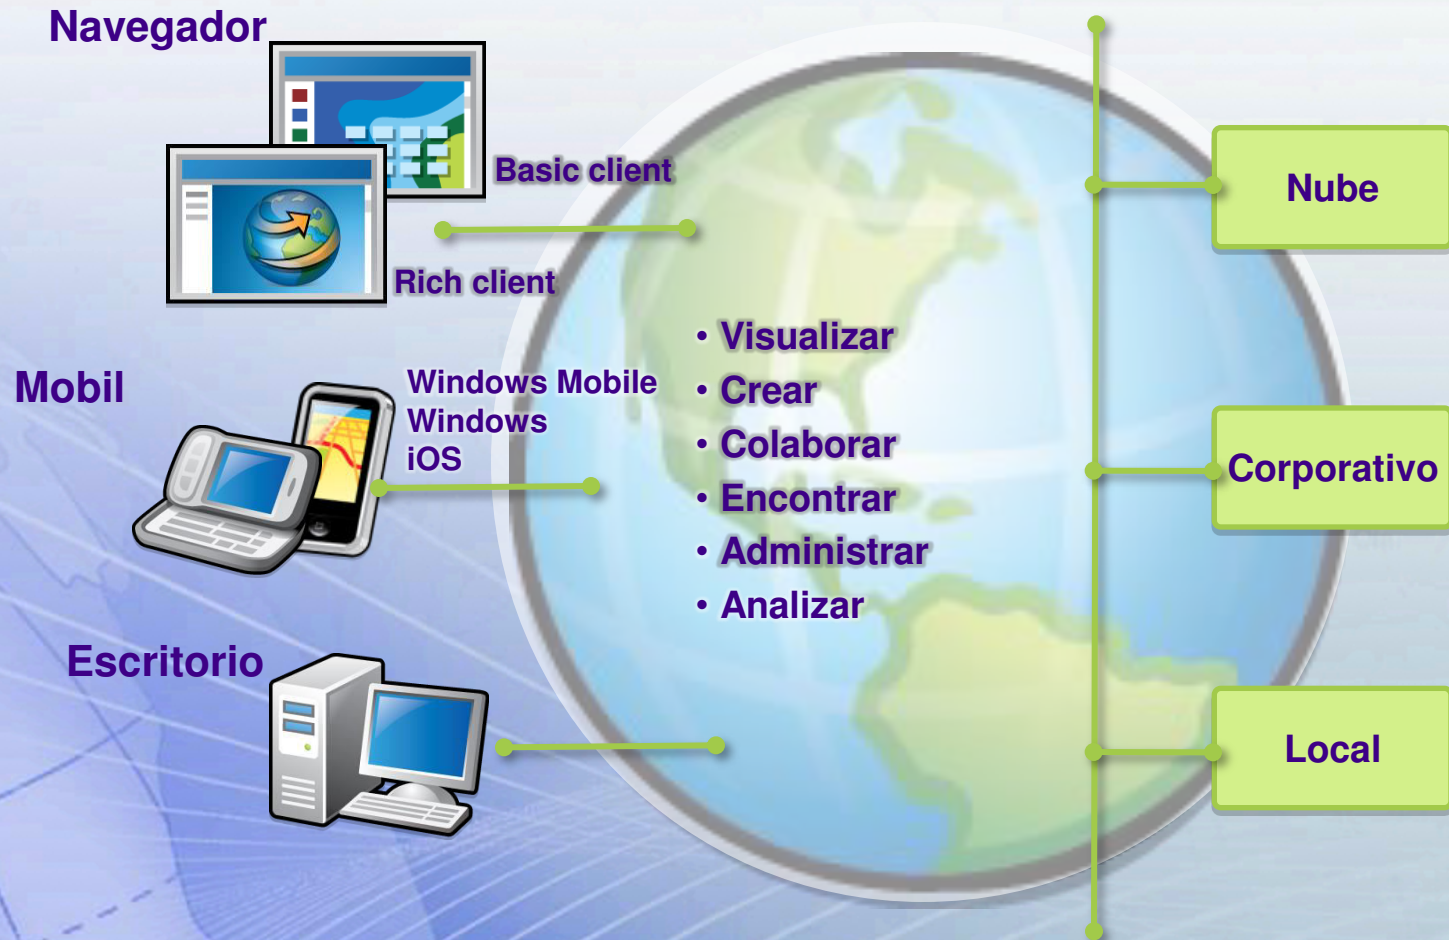 Navegador
Basic client
Rich client
Mobil
Windows Mobile
Windows
iOS
Escritorio
• Visualizar
• Crear
• Colaborar
• Encontrar
• Administrar
• Analizar
Nube
Corporativo
Local